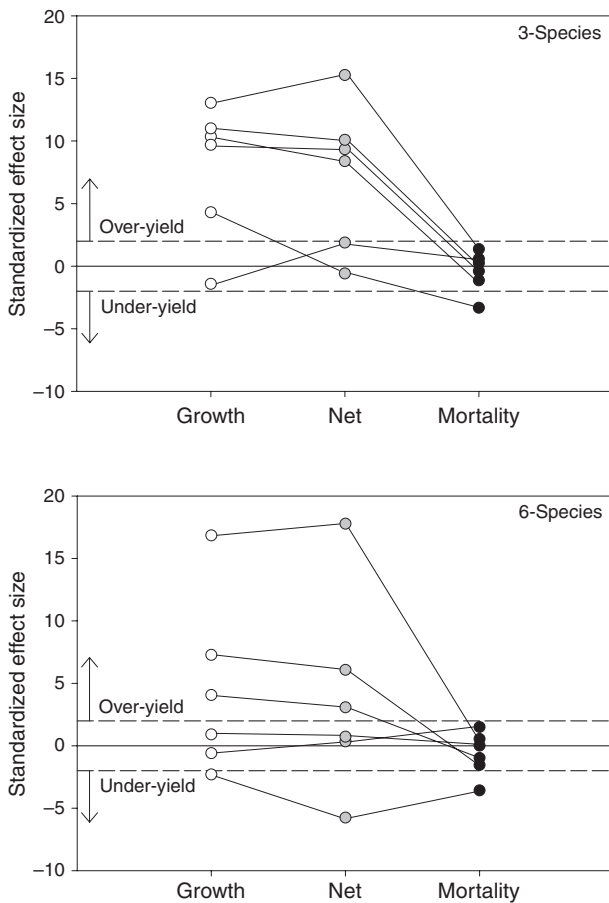 20
3-Species
15
10
5
Over-yield
0
Under-yield
−5
−10
Standardized effect size
Growth Net Mortality
20
6-Species
15
10
5
Over-yield
0
Under-yield
−5
−10
Standardized effect size
Growth Net Mortality